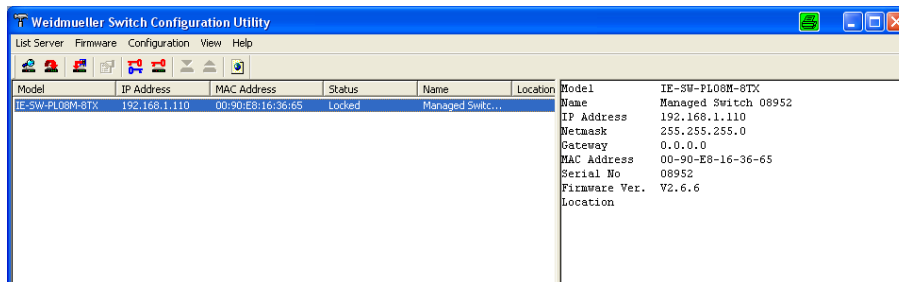 Weidmueller Switch Configuration Utility
List Server Firmware Configuration View Help
Model IP Address MAC Address Status Name Location
IE-SW-PL08M-8TX 192.168.1.110 00:90:E8:16:36:65 Locked Managed Switc...
Model IE-SW-PL08M-8TX
Name Managed Switch 08952
IP Address 192.168.1.110
Netmask 255.255.255.0
Gateway 0.0.0.0
MAC Address 00-90-E8-16-36-65
Serial No 08952
Firmware Ver. V2.6.6
Location